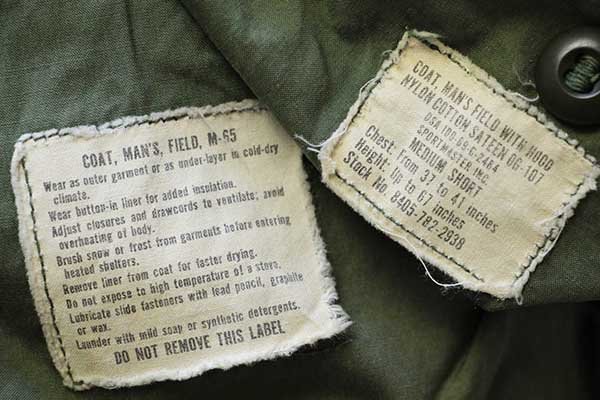 COAT, MAN'S, FIELD, M-65
Wear as outer garment or as under-layer in cold-dry
climate.
Wear button-in liner for added insulation.
Adjust closures and drawcords to ventilate; avoid
overheating of body.
Brush snow or frost from garments before entering
heated shelters.
Remove liner from coat for faster drying.
Do not expose to high temperature of a stove.
Lubricate slide fasteners with lead pencil, graphite
or wax.
Launder with mild soap or synthetic detergents.
DO NOT REMOVE THIS LABEL
COAT, MAN'S FIELD WITH HOOD
NYLON COTTON SATEEN OG-107
DSA 100-69-C-2464
SPORTMASTER INC.
MEDIUM SHORT
Chest: From 37 to 41 inches
Height: Up to 67 inches
Stock No. 8405-782-2938